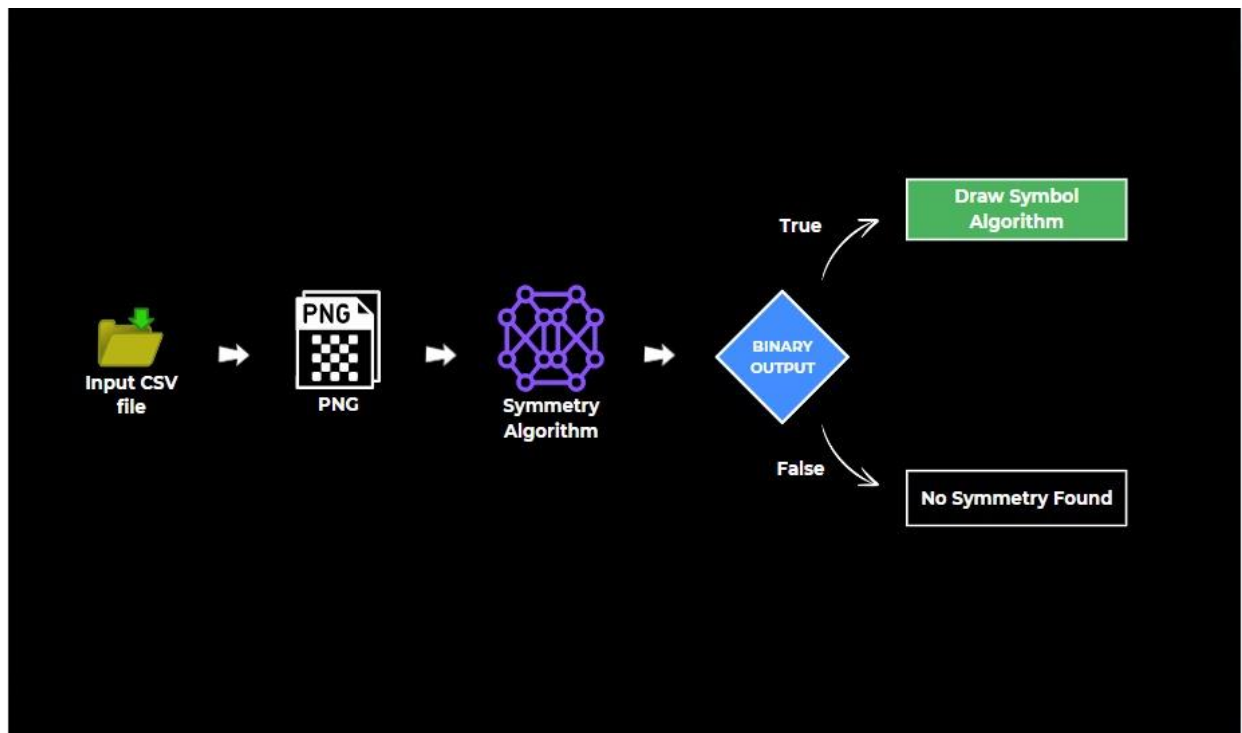 Input CSV
file
PNG
PNG
Symmetry
Algorithm
BINARY
OUTPUT
True
Draw Symbol
Algorithm
False
No Symmetry Found